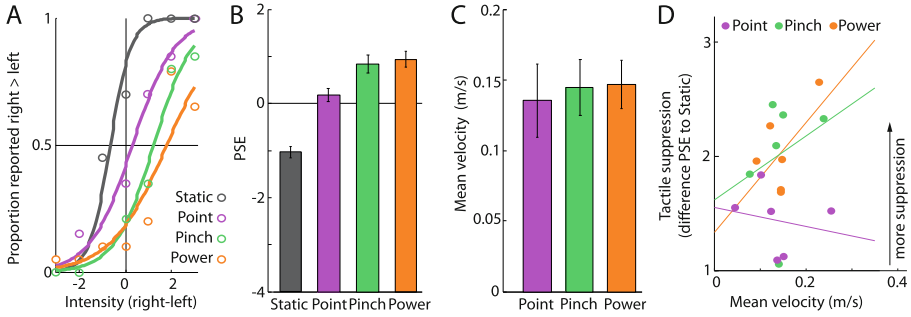 A
Proportion reported right > left
1
0.5
0
-2
0
2
Intensity (right-left)
Static
Point
Pinch
Power
B
PSE
2
0
-2
-4
Static Point Pinch Power
C
Mean velocity (m/s)
0.15
0.10
0.05
0
Point Pinch Power
D
Point Pinch Power
Tactile suppression
(difference PSE to Static)
3
2
1
more suppression
0
0.2
0.4
Mean velocity (m/s)